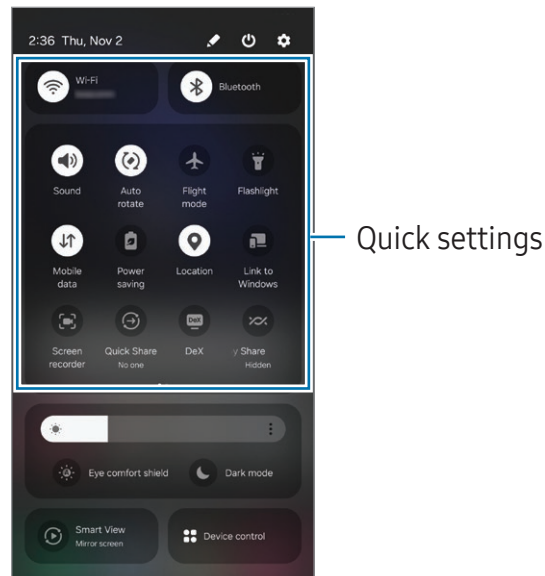 2:36 Thu, Nov 2
Wi-Fi
Bluetooth
Sound
Auto
rotate
Flight
mode
Flashlight
Mobile
data
Power
saving
Location
Link to
Windows
Screen
recorder
Quick Share
No one
DeX
DeX
y Share
Hidden
Eye comfort shield
Dark mode
Smart View
Mirror screen
Device control
Quick settings